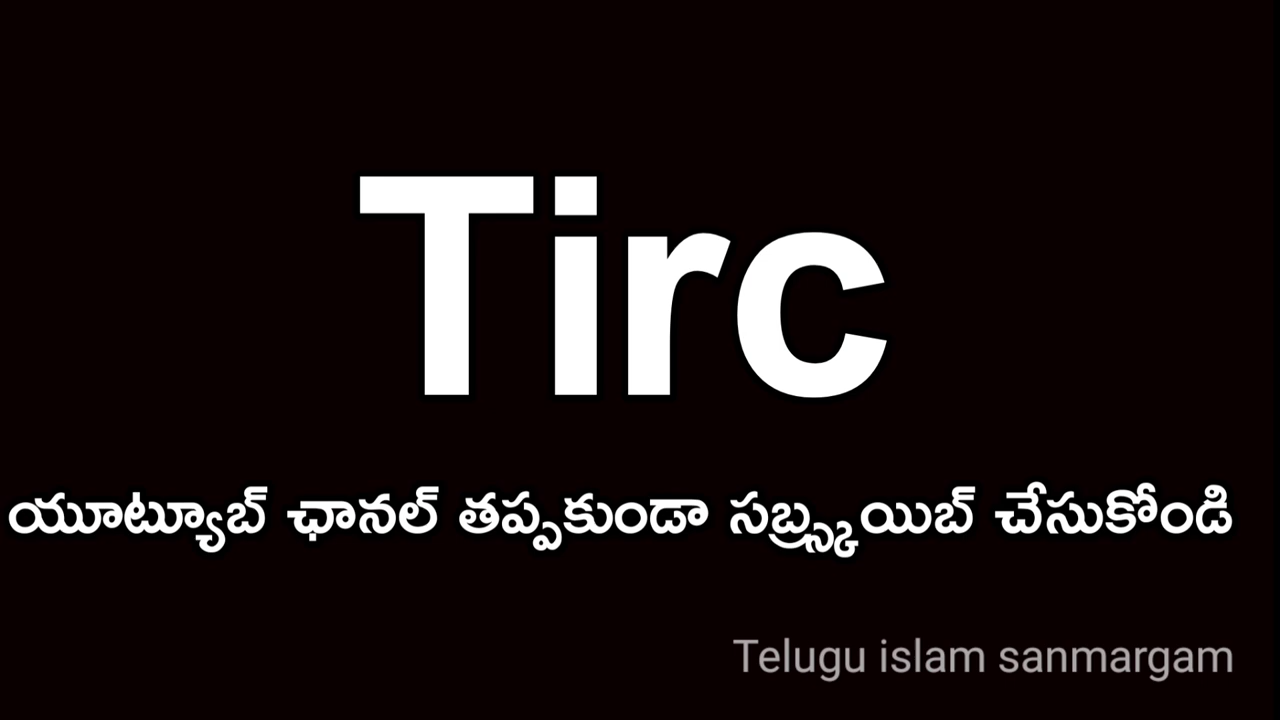 Tirc
యూట్యూబ్ ఛానల్ తప్పకుండా సబ్స్క్రయిబ్ చేసుకోండి
Telugu islam sanmargam